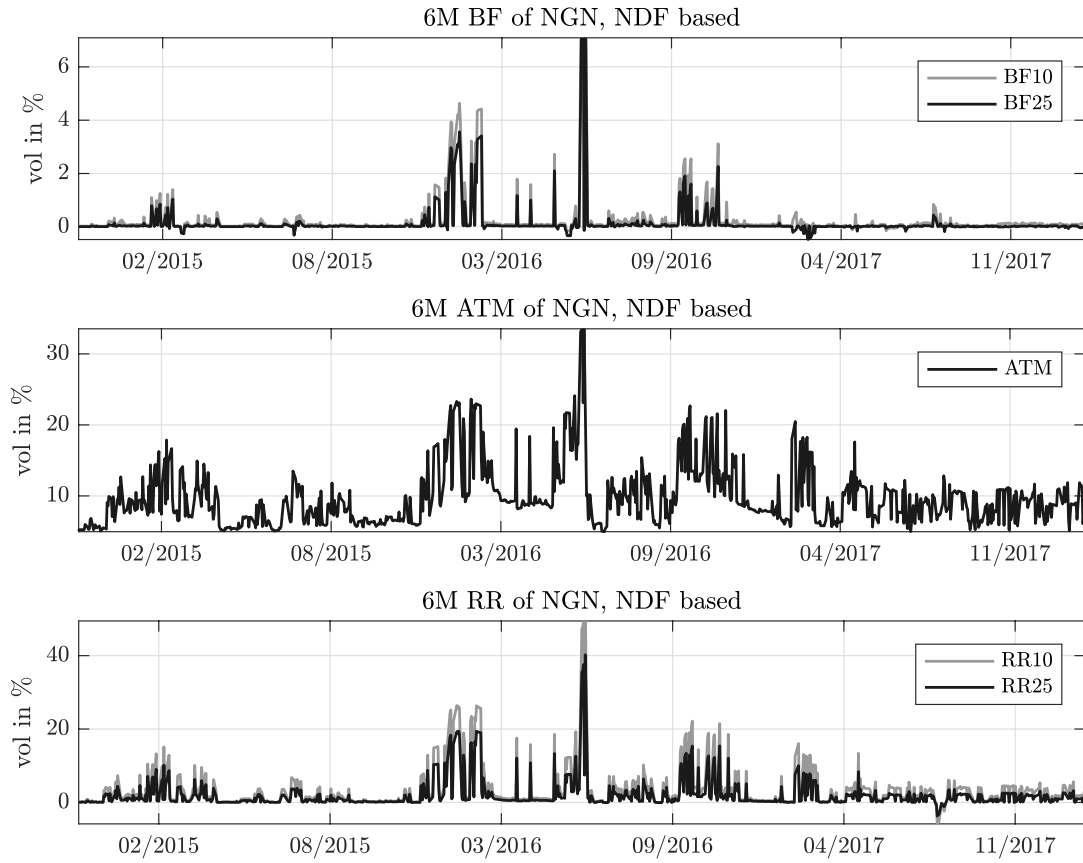 6M BF of NGN, NDF based
vol in %
6
4
2
0
BF10
BF25
02/2015 08/2015 03/2016 09/2016 04/2017 11/2017
6M ATM of NGN, NDF based
vol in %
30
20
10
ATM
02/2015 08/2015 03/2016 09/2016 04/2017 11/2017
6M RR of NGN, NDF based
vol in %
40
20
0
RR10
RR25
02/2015 08/2015 03/2016 09/2016 04/2017 11/2017